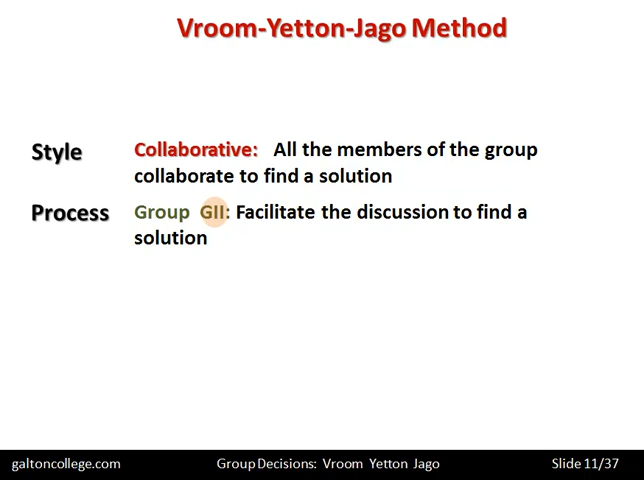 Vroom-Yetton-Jago Method
Style
Collaborative: All the members of the group
collaborate to find a solution
Process
Group GII: Facilitate the discussion to find a
solution
galtoncollege.com
Group Decisions: Vroom Yetton Jago
Slide 11/37